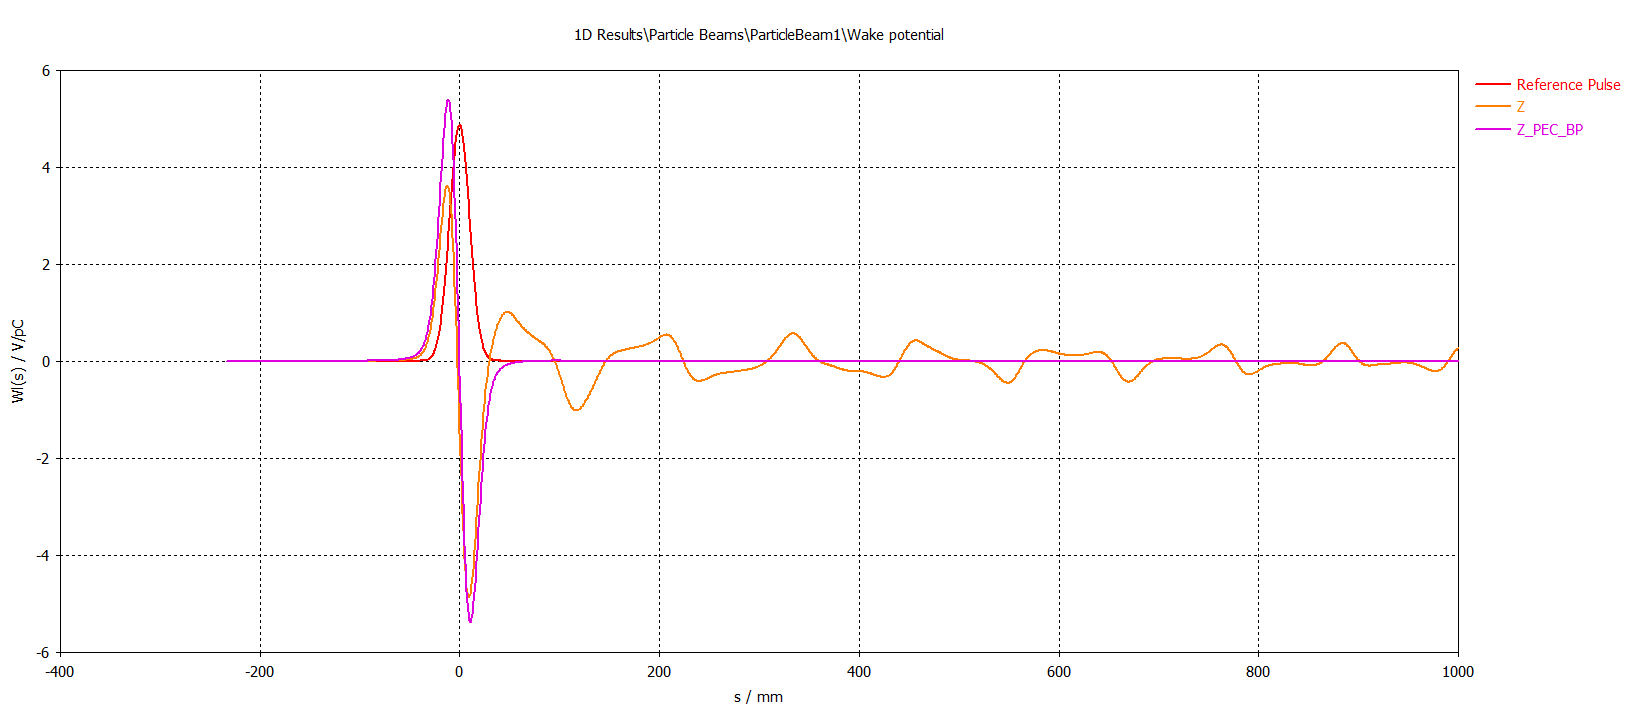 1D Results\Particle Beams\ParticleBeam1\Wake potential
6
4
2
0
-2
-4
-6
Wl(s) / V/pC
-400
-200
0
200
400
600
800
1000
s / mm
Reference Pulse
Z
Z_PEC_BP